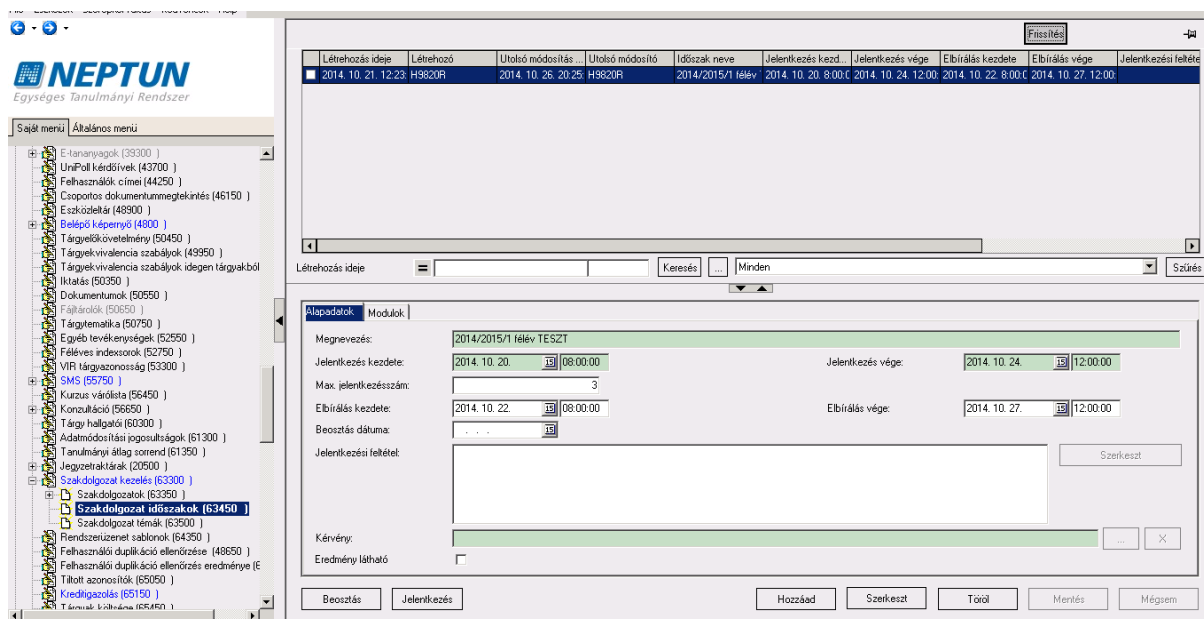 Frissítés
NEPTUN
Egységes Tanulmányi Rendszer
Saját menü Általános menü
E-tananyagok (39300 )
UniPoll kérdőívek (43700 )
Felhasználók címei (44250 )
Csoportos dokumentummegtekintés (46150 )
Eszközleltár (48900 )
Belépő képernyő (4800 )
Tárgyelőkövetelmény (50450 )
Tárgyekvivalencia szabályok (49950 )
Tárgyekvivalencia szabályok idegen tárgyakból
Iktatás (50350 )
Dokumentumok (50550 )
Fájltárolók (50650 )
Tárgytematika (50750 )
Egyéb tevékenységek (52550 )
Féléves indexsorok (52750 )
VIR tárgyazonosság (53300 )
SMS (55750 )
Kurzus várólista (56450 )
Konzultáció (56650 )
Tárgy hallgatói (60300 )
Adatmódosítási jogosultságok (61300 )
Tanulmányi átlag sorrend (61350 )
Jegyzetraktárak (20500 )
Szakdolgozat kezelés (63300 )
Szakdolgozatok (63350 )
Szakdolgozat időszakok (63450 )
Szakdolgozat témák (63500 )
Rendszerüzenet sablonok (64350 )
Felhasználói duplikáció ellenőrzése (48650 )
Felhasználói duplikáció ellenőrzés eredménye (6
Tiltott azonosítók (65050 )
Kreditigazolás (65150 )
Tárgyak költsége (65450 )
Létrehozás ideje Létrehozó Utolsó módosítás ... Utolsó módosító Időszak neve Jelentkezés kezd... Jelentkezés vége Elbírálás kezdete Elbírálás vége Jelentkezési feltéte
2014. 10. 21. 12:23: H9820R 2014. 10. 26. 20:25: H9820R 2014/2015/1 félév 2014. 10. 20. 8:00:0 2014. 10. 24. 12:00: 2014. 10. 22. 8:00:0 2014. 10. 27. 12:00:
Létrehozás ideje = Keresés ... Minden Szűrés
Alapadatok Modulok
Megnevezés: 2014/2015/1 félév TESZT
Jelentkezés kezdete: 2014. 10. 20. 15 08:00:00 Jelentkezés vége: 2014. 10. 24. 15 12:00:00
Max. jelentkezésszám: 3
Elbírálás kezdete: 2014. 10. 22. 15 08:00:00 Elbírálás vége: 2014. 10. 27. 15 12:00:00
Beosztás dátuma: . . . 15
Jelentkezési feltétel: Szerkeszt
Kérvény: ... X
Eredmény látható
Beosztás Jelentkezés Hozzáad Szerkeszt Töröl Mentés Mégsem